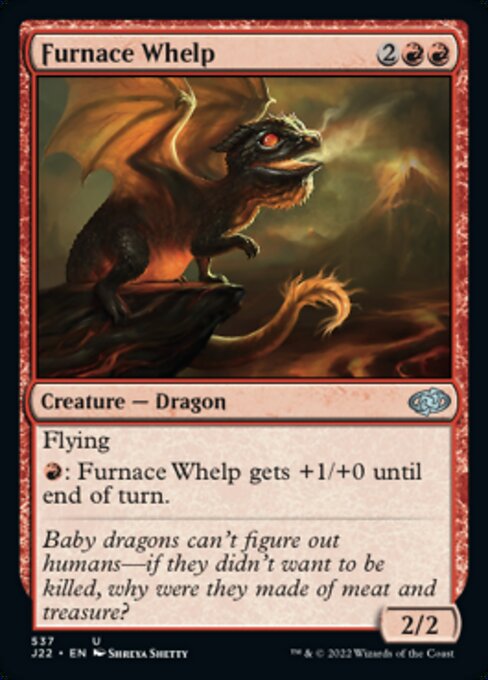 Furnace Whelp 2
Creature — Dragon
Flying
: Furnace Whelp gets +1/+0 until
end of turn.
Baby dragons can't figure out
humans—if they didn't want to be
killed, why were they made of meat and
treasure?
2/2
537 U
J22 • EN Shreya Shetty
™ & © 2022 Wizards of the Coast